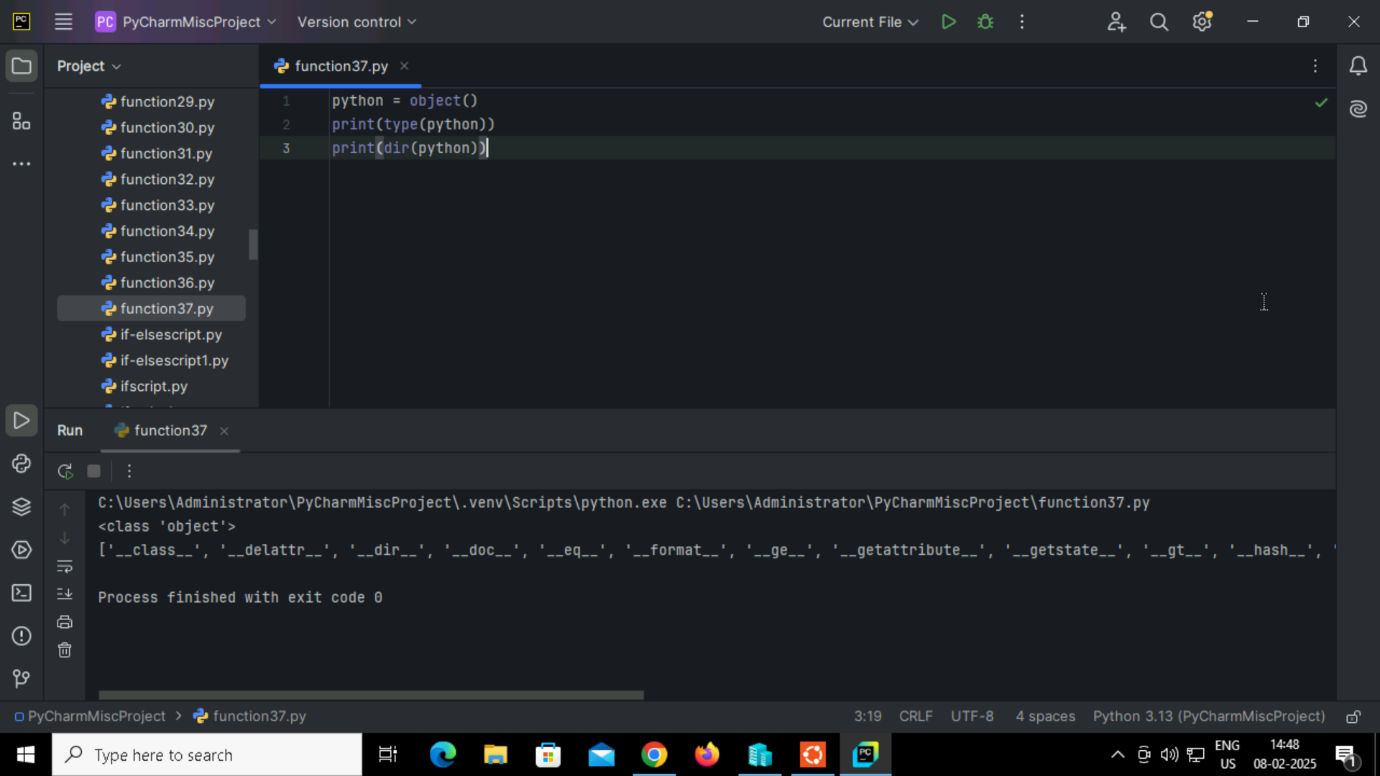 PC PyCharmMiscProject Version control Current File
Project
function37.py
function29.py
function30.py
function31.py
function32.py
function33.py
function34.py
function35.py
function36.py
function37.py
if-elsescript.py
if-elsescript1.py
ifscript.py
1 python = object()
2 print(type(python))
3 print(dir(python))
Run function37
C:\Users\Administrator\PyCharmMiscProject\.venv\Scripts\python.exe C:\Users\Administrator\PyCharmMiscProject\function37.py
<class 'object'>
['__class__', '__delattr__', '__dir__', '__doc__', '__eq__', '__format__', '__ge__', '__getattribute__', '__getstate__', '__gt__', '__hash__', '
Process finished with exit code 0
PyCharmMiscProject > function37.py 3:19 CRLF UTF-8 4 spaces Python 3.13 (PyCharmMiscProject)
Type here to search
ENG
US
14:48
08-02-2025
1